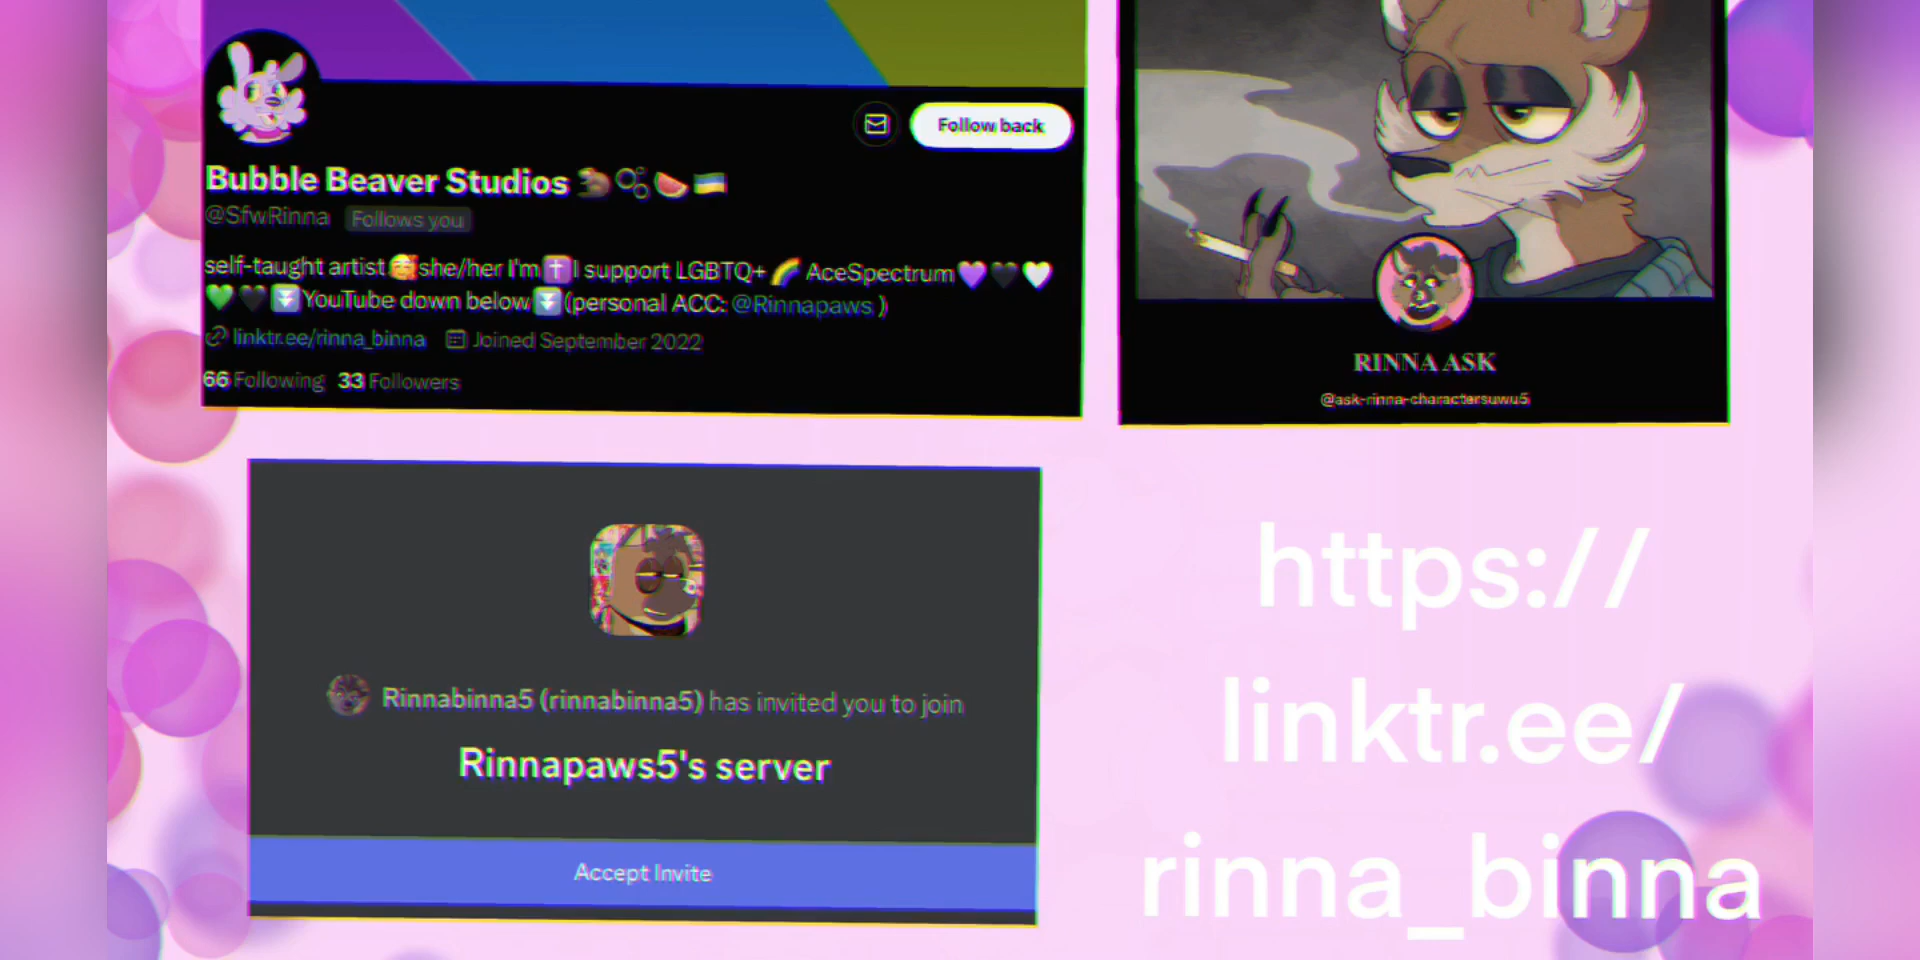 Follow back
Bubble Beaver Studios 🦫🫧🍉
@SfwRinna Follows you
self-taught artist🥰she/her I'm✝️I support LGBTQ+🌈 AceSpectrum💜🖤🤍
💚🖤⏬YouTube down below⏬(personal ACC: @Rinnapaws )
linktr.ee/rinna_binna Joined September 2022
66 Following 33 Followers
RINNA ASK
@ask-rinna-charactersuwu5
Rinnabinna5 (rinnabinna5) has invited you to join
Rinnapaws5's server
Accept Invite
https://
linktr.ee/
rinna_binna